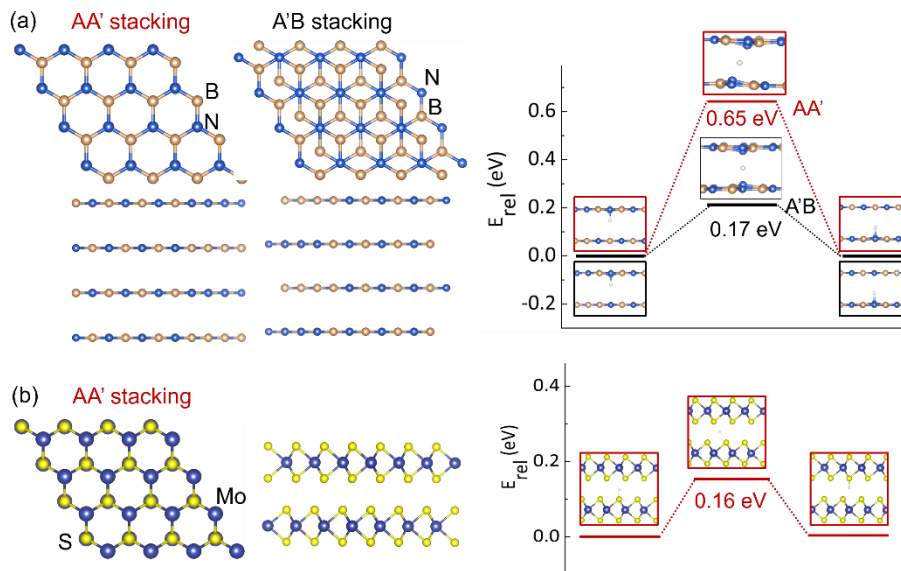 (a) AA' stacking A'B stacking
N
B
B
N
E_rel (eV)
0.6
0.4
0.2
0.0
-0.2
0.65 eV
AA'
A'B
0.17 eV
(b) AA' stacking
Mo
S
E_rel (eV)
0.4
0.2
0.0
0.16 eV